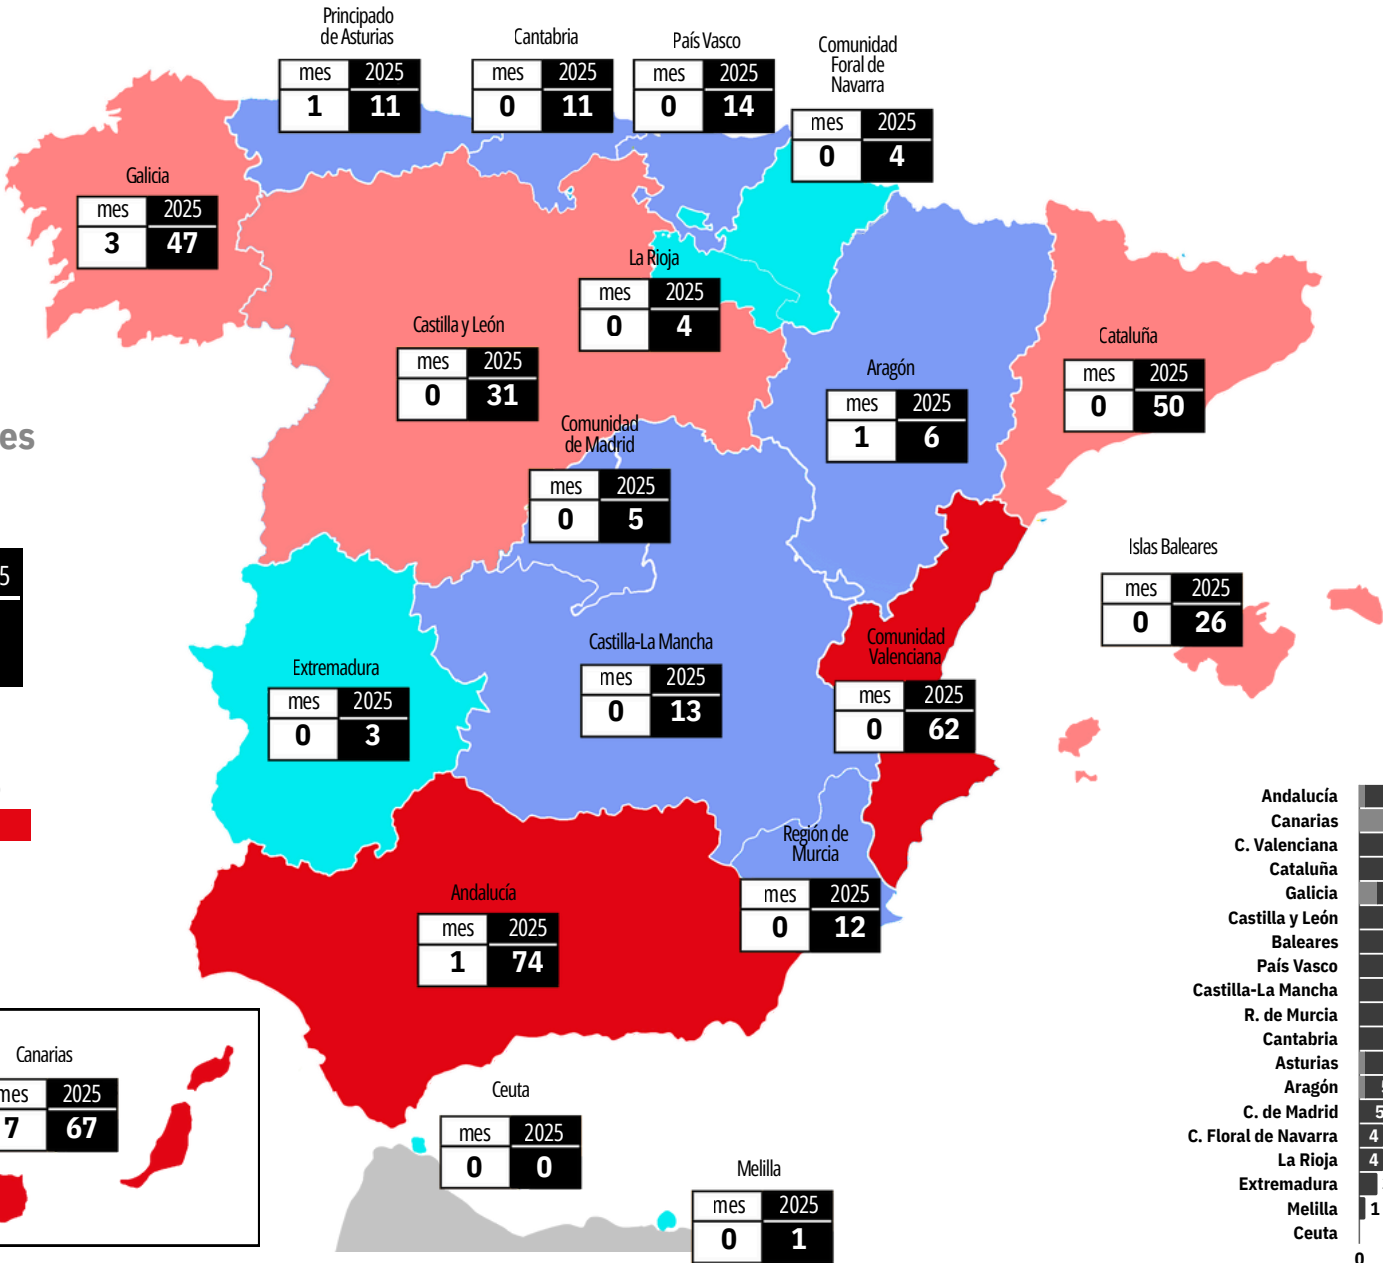 Principado
de Asturias
mes 2025
1 11
Cantabria
mes 2025
0 11
País Vasco
mes 2025
0 14
Comunidad
Foral de
Navarra
mes 2025
0 4
Galicia
mes 2025
3 47
La Rioja
mes 2025
0 4
Castilla y León
mes 2025
0 31
Cataluña
mes 2025
0 50
Aragón
mes 2025
1 6
Comunidad
de Madrid
mes 2025
0 5
es
5
Islas Baleares
mes 2025
0 26
Castilla-La Mancha
mes 2025
0 13
Comunidad
Valenciana
mes 2025
0 62
Extremadura
mes 2025
0 3
Región de
Murcia
mes 2025
0 12
Andalucía
mes 2025
1 74
Canarias
mes 2025
7 67
Ceuta
mes 2025
0 0
Melilla
mes 2025
0 1
Andalucía
Canarias
C. Valenciana
Cataluña
Galicia
Castilla y León
Baleares
País Vasco
Castilla-La Mancha
R. de Murcia
Cantabria
Asturias
Aragón
C. de Madrid 5
C. Floral de Navarra 4
La Rioja 4
Extremadura
Melilla 1
Ceuta
0